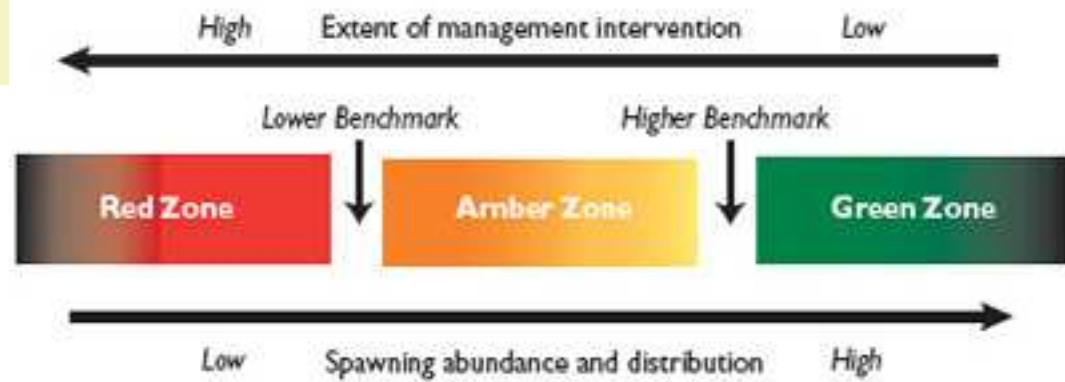 High Extent of management intervention Low
Lower Benchmark Higher Benchmark
Red Zone Amber Zone Green Zone
Low Spawning abundance and distribution High